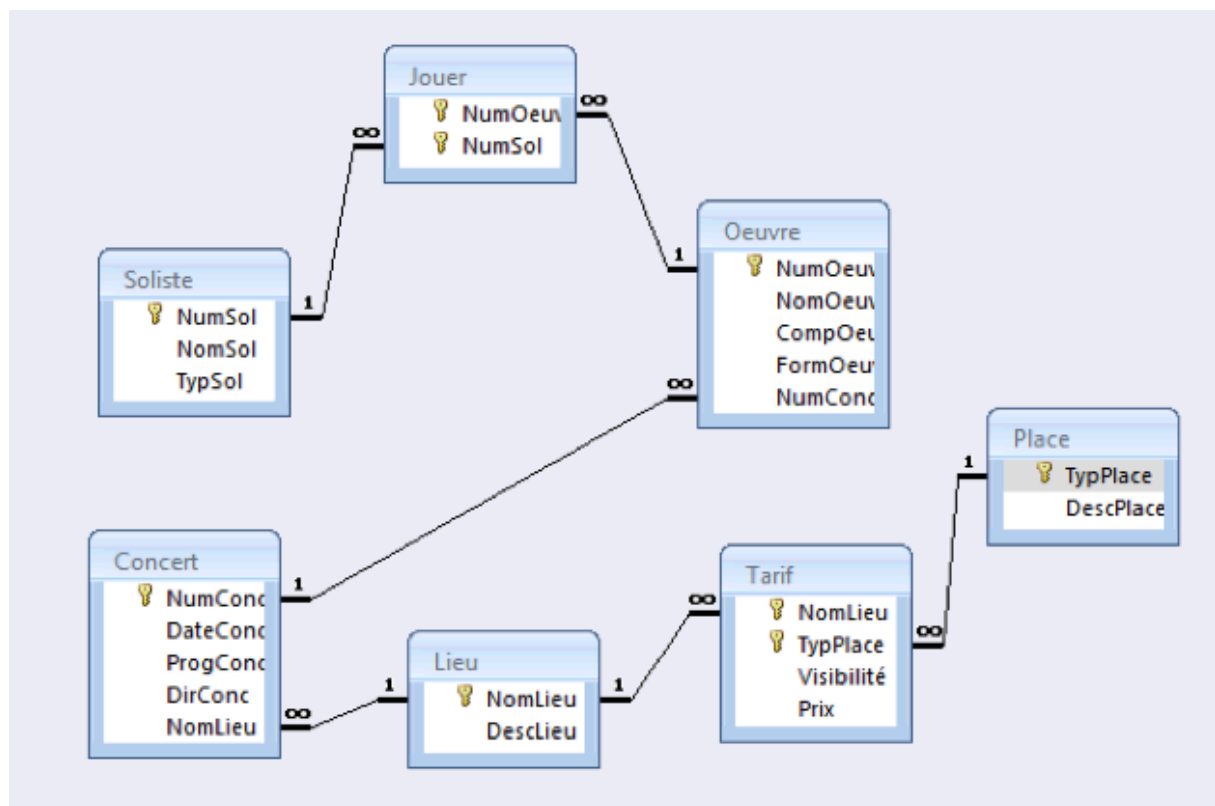 Jouer
NumOeuv
NumSol
Oeuvre
NumOeuv
NomOeuv
CompOeu
FormOeuv
NumConc
Soliste
NumSol
NomSol
TypSol
Place
TypPlace
DescPlace
Concert
NumConc
DateConc
ProgConc
DirConc
NomLieu
Lieu
NomLieu
DescLieu
Tarif
NomLieu
TypPlace
Visibilité
Prix
∞
∞
1
1
∞
1
∞
1
1
∞
∞
1